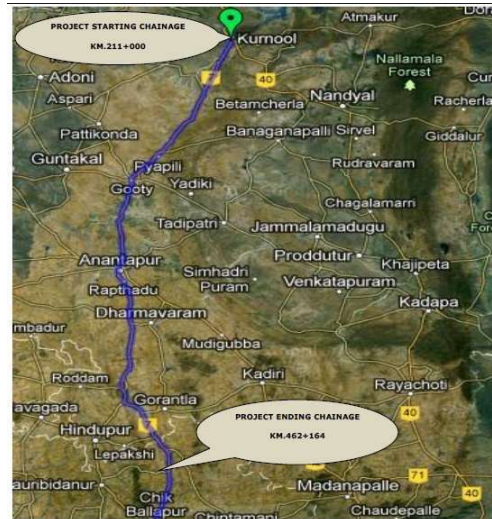 PROJECT STARTING CHAINAGE
KM.211+000
Atmakur
Kurnool
Nallamala
Forest
Adoni
7
40
Aspari
Betamcherla
Nandyal
Racherla
Pattikonda
Banaganapalli
Sirvel
Giddalur
Guntakal
Pyapili
Rudravaram
Gooty
Yadiki
Chagalamarri
Tadipatri
Jammalamadugu
Proddutur
Anantapur
Simhadri
Puram
Khajipeta
Rapthadu
Venkatapuram
Kadapa
Dharmavaram
mbadur
Mudigubba
Roddam
Kadiri
Rayachoti
avagada
Gorantla
40
PROJECT ENDING CHAINAGE
KM.462+164
Hindupur
Lepakshi
auribidanur
71
40
Chik
Ballapur
Madanapalle
Chintamani
Chaudepalle